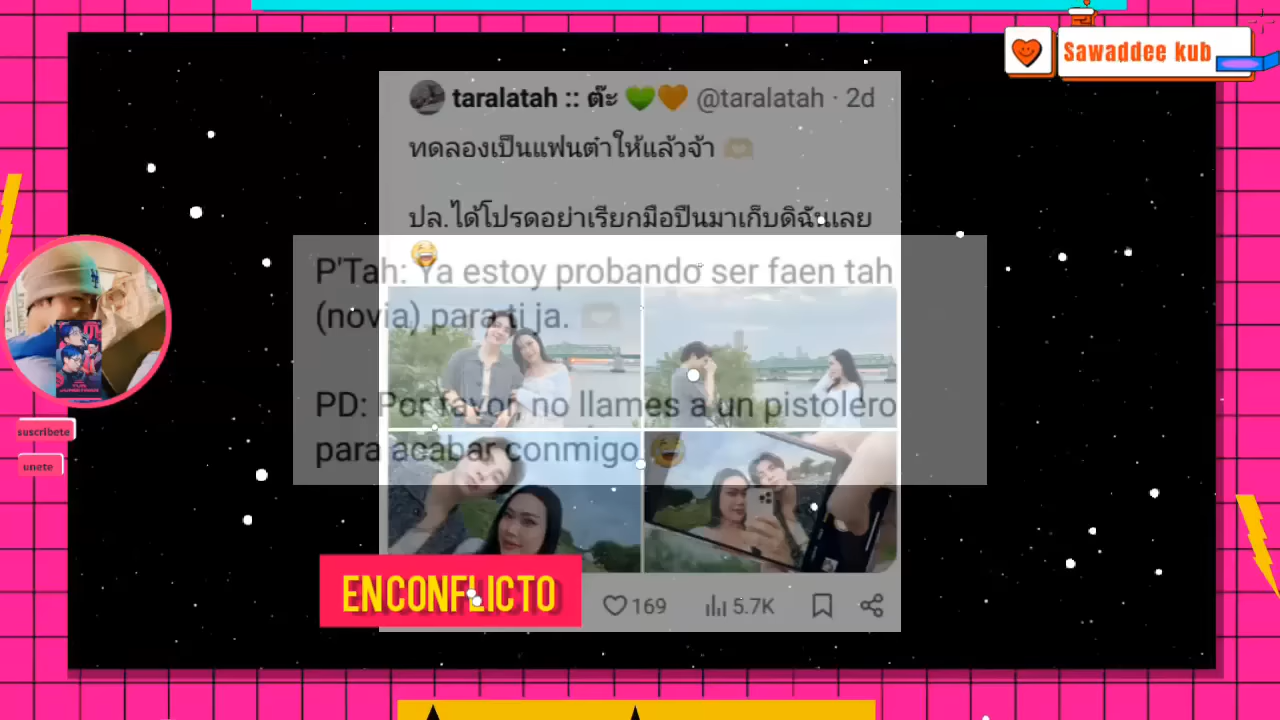 Sawaddee kub
taralatah :: ต๊ะ 💚🧡 @taralatah · 2d
ทดลองเป็นแฟนต๋าให้แล้วจ้า 🫶
ปล.ได้โปรดอย่าเรียกมือปืนมาเก็บดิฉันเลย
😅
P'Tah: Ya estoy probando ser faen tah
(novia) para ti ja. 🫶
PD: Por favor no llames a un pistolero
para acabar conmigo 😅
suscribete
unete
EN CONFLICTO
169
5.7K